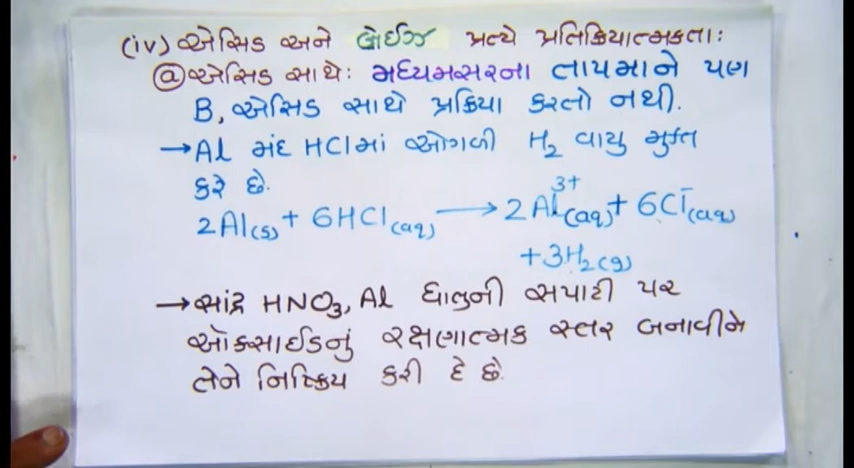 (iv) એસિડ અને બેઈઝ પ્રત્યે પ્રતિક્રિયાત્મકતા:
ⓐ એસિડ સાથે: મધ્યમસરના તાપમાને પણ
B, એસિડ સાથે પ્રક્રિયા કરતો નથી.
→ Al મંદ HClમાં ઓગળી H₂ વાયુ મુક્ત
કરે છે.
2Al(s) + 6HCl(aq) → 2Al³⁺(aq) + 6Cl⁻(aq)
+ 3H₂(g)
→ સાંદ્ર HNO₃, Al ધાતુની સપાટી પર
ઑક્સાઈડનું રક્ષણાત્મક સ્તર બનાવીને
તેને નિષ્ક્રિય કરી દે છે.